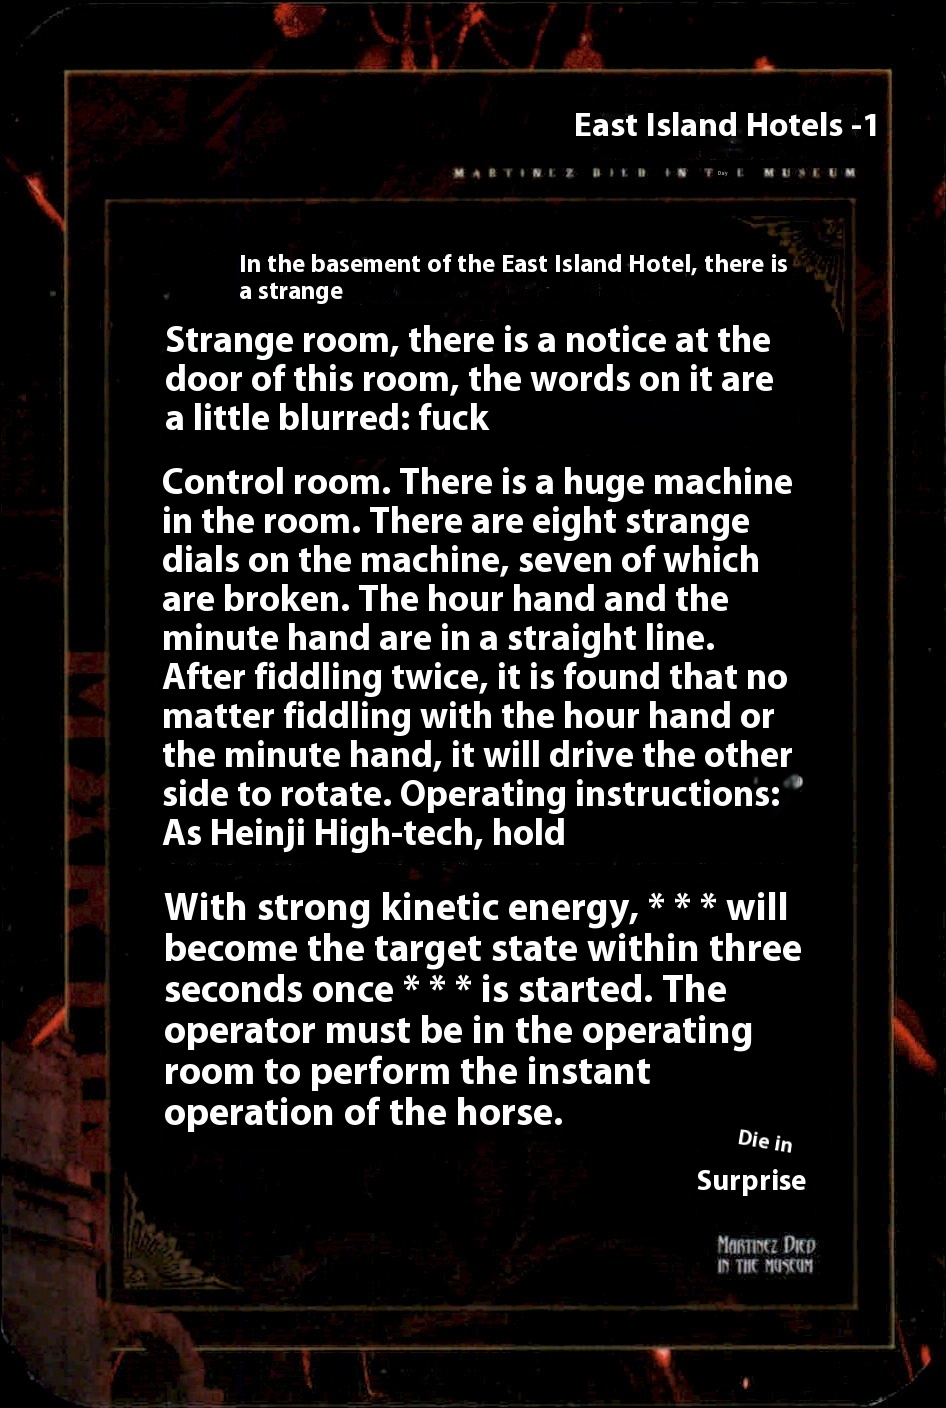 East Island Hotels -1
MARTINEZ DIED IN T Day E MUSEUM
In the basement of the East Island Hotel, there is
a strange
Strange room, there is a notice at the
door of this room, the words on it are
a little blurred: fuck
Control room. There is a huge machine
in the room. There are eight strange
dials on the machine, seven of which
are broken. The hour hand and the
minute hand are in a straight line.
After fiddling twice, it is found that no
matter fiddling with the hour hand or
the minute hand, it will drive the other
side to rotate. Operating instructions:
As Heinji High-tech, hold
With strong kinetic energy, * * * will
become the target state within three
seconds once * * * is started. The
operator must be in the operating
room to perform the instant
operation of the horse.
Die in
Surprise
MARTINEZ DIED
IN THE MUSEUM